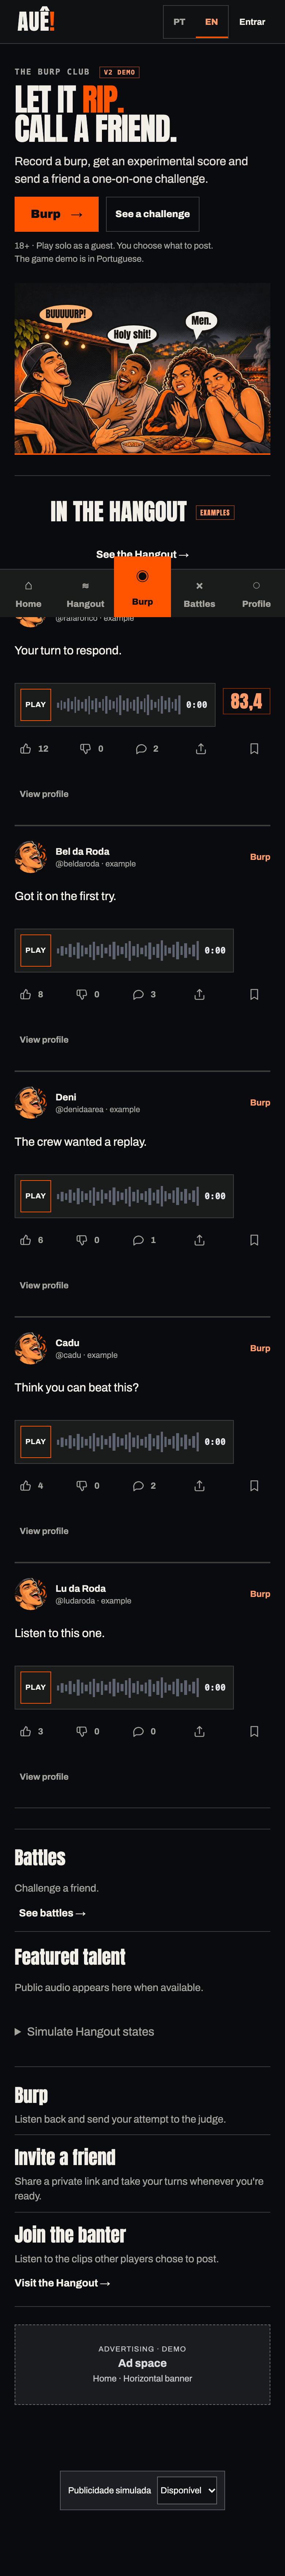 AUÊ!
PT EN Entrar
THE BURP CLUB V2 DEMO
LET IT RIP.
CALL A FRIEND.
Record a burp, get an experimental score and
send a friend a one-on-one challenge.
Burp → See a challenge
18+ · Play solo as a guest. You choose what to post.
The game demo is in Portuguese.
BUUUUURP!
Holy shit!
Men.
IN THE HANGOUT EXAMPLES
See the Hangout →
Home Hangout Burp Battles Profile
@rafaronco · example
Your turn to respond.
PLAY 0:00 83,4
12 0 2
View profile
Bel da Roda
@beldaroda · example
Burp
Got it on the first try.
PLAY 0:00
8 0 3
View profile
Deni
@denidaarea · example
Burp
The crew wanted a replay.
PLAY 0:00
6 0 1
View profile
Cadu
@cadu · example
Burp
Think you can beat this?
PLAY 0:00
4 0 2
View profile
Lu da Roda
@ludaroda · example
Burp
Listen to this one.
PLAY 0:00
3 0 0
View profile
Battles
Challenge a friend.
See battles →
Featured talent
Public audio appears here when available.
Simulate Hangout states
Burp
Listen back and send your attempt to the judge.
Invite a friend
Share a private link and take your turns whenever you're
ready.
Join the banter
Listen to the clips other players chose to post.
Visit the Hangout →
ADVERTISING · DEMO
Ad space
Home · Horizontal banner
Publicidade simulada Disponível